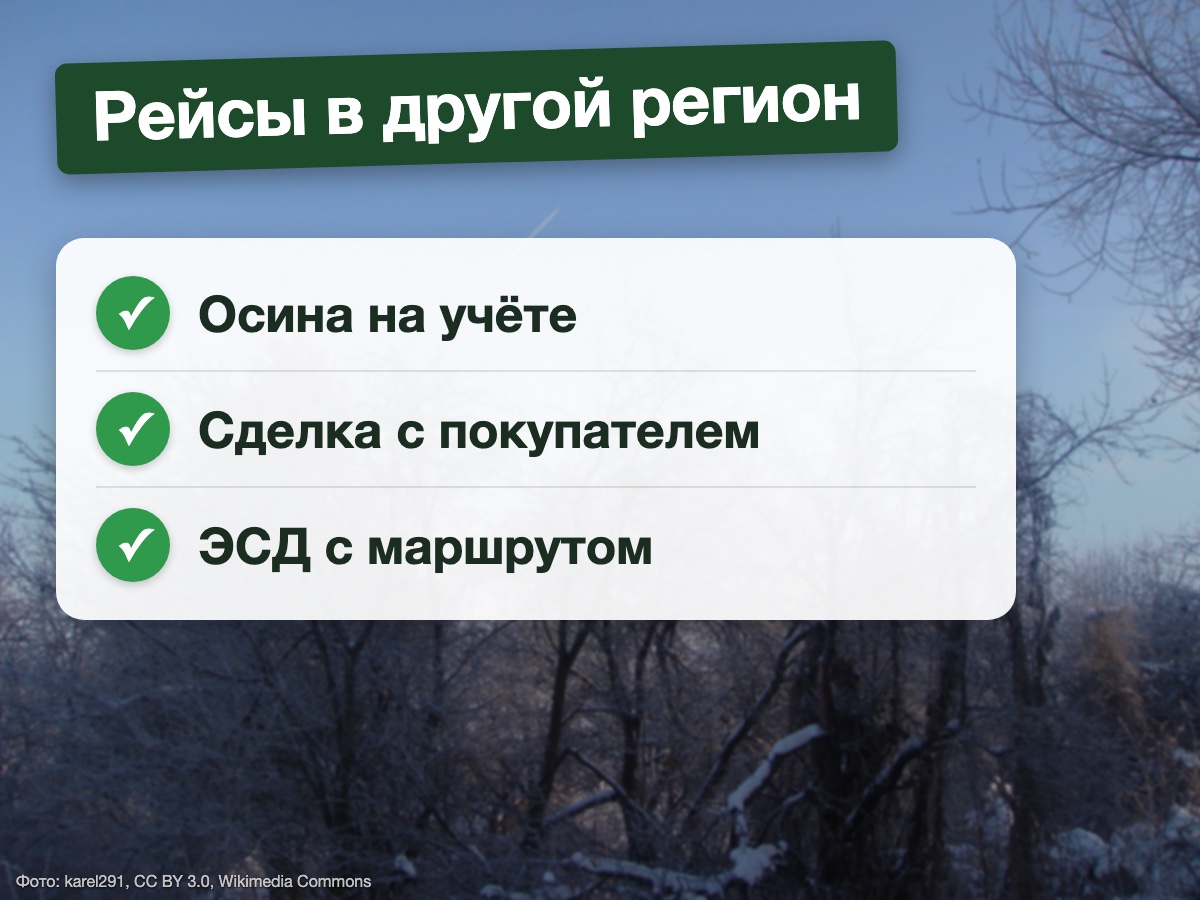 Рейсы в другой регион
Осина на учёте
Сделка с покупателем
ЭСД с маршрутом
Фото: karel291, CC BY 3.0, Wikimedia Commons